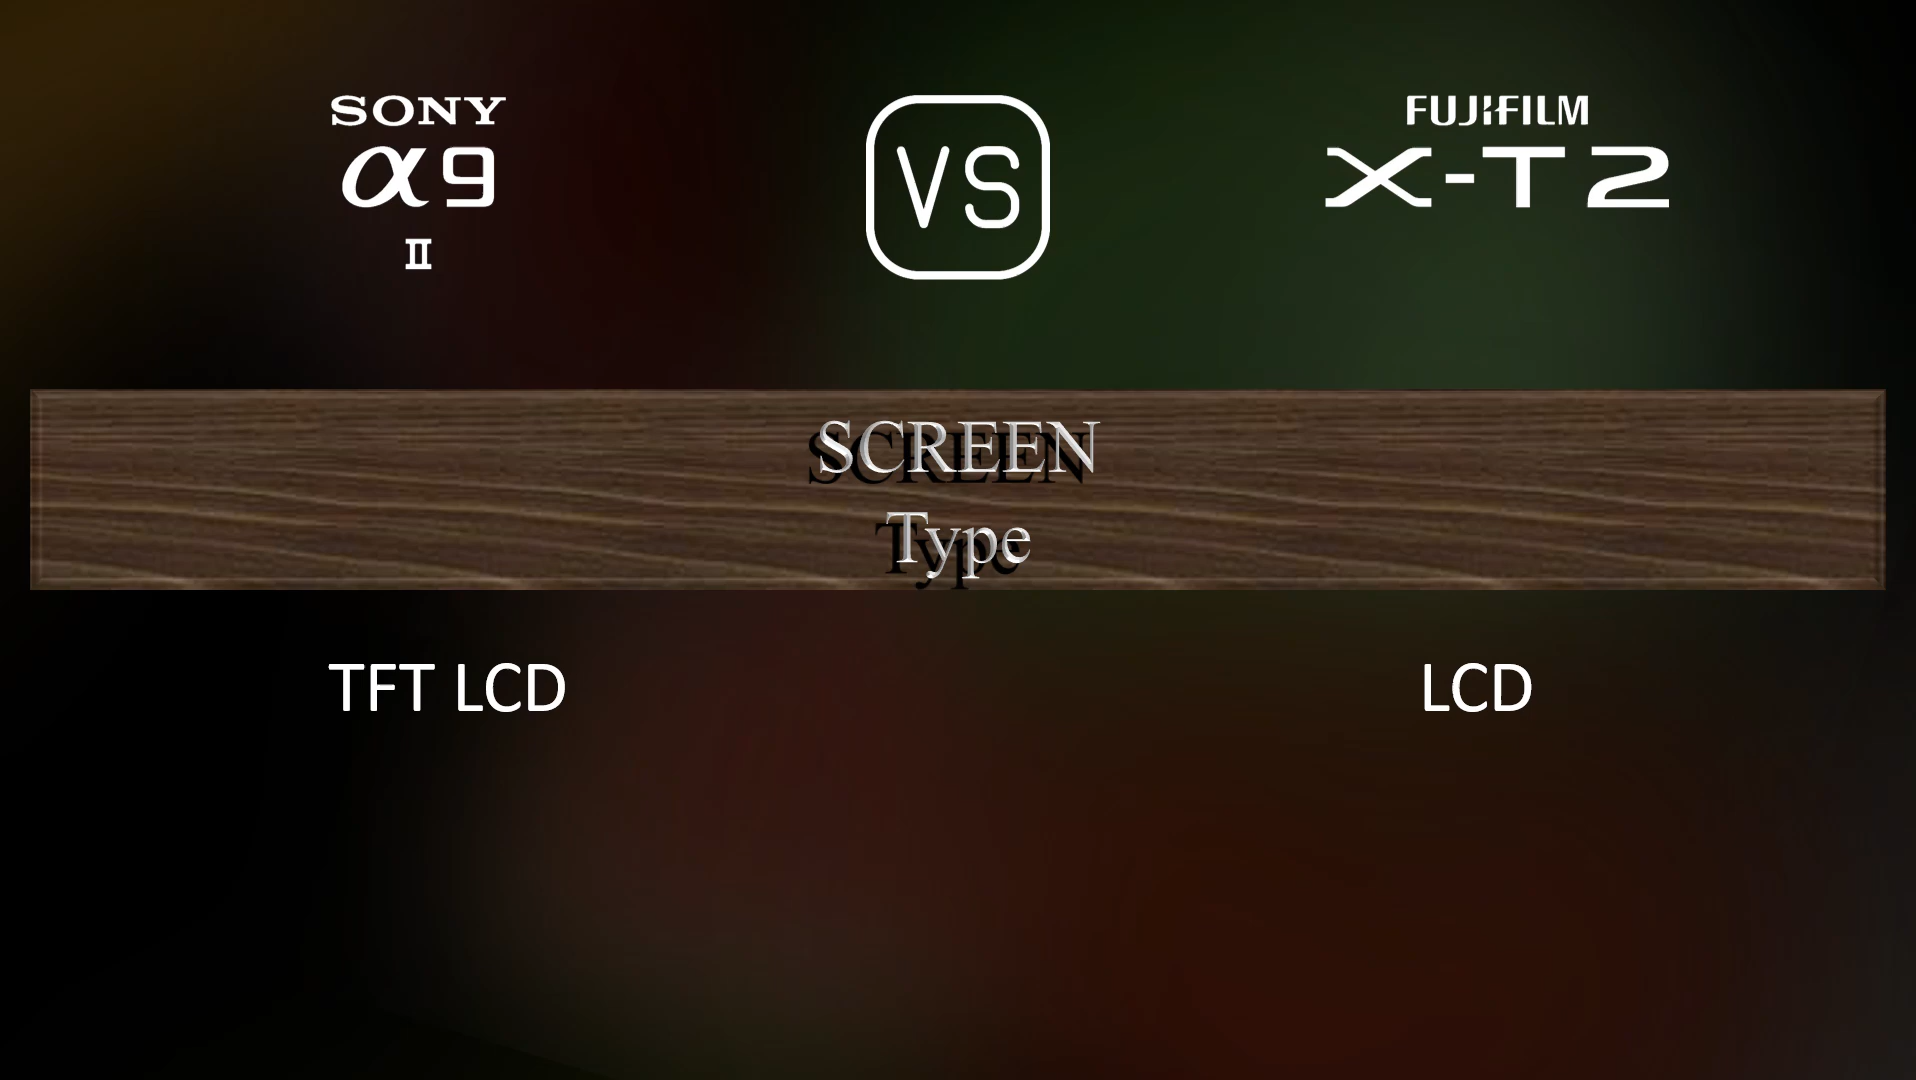 SONY
α9
II
VS
FUJIFILM
X-T2
SCREEN
Type
TFT LCD
LCD